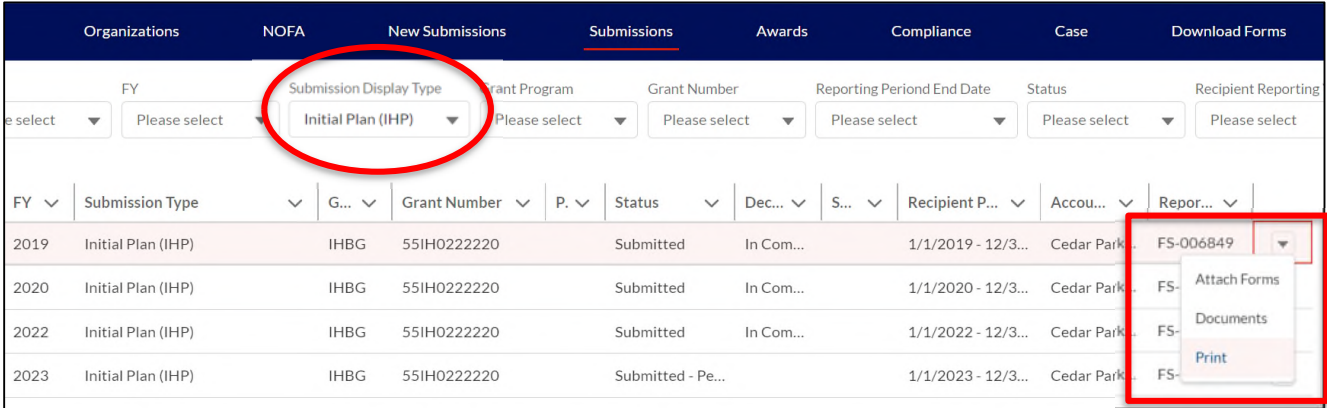 Organizations NOFA New Submissions Submissions Awards Compliance Case Download Forms
FY Submission Display Type Grant Program Grant Number Reporting Periond End Date Status Recipient Reporting
e select Please select Initial Plan (IHP) Please select Please select Please select Please select Please select
FY Submission Type G... Grant Number P. Status Dec... S... Recipient P... Accou... Repor...
2019 Initial Plan (IHP) IHBG 55IH0222220 Submitted In Com... 1/1/2019 - 12/3... Cedar Park... FS-006849
Attach Forms
2020 Initial Plan (IHP) IHBG 55IH0222220 Submitted In Com... 1/1/2020 - 12/3... Cedar Park... FS-
Documents
2022 Initial Plan (IHP) IHBG 55IH0222220 Submitted In Com... 1/1/2022 - 12/3... Cedar Park... FS-
Print
2023 Initial Plan (IHP) IHBG 55IH0222220 Submitted - Pe... 1/1/2023 - 12/3... Cedar Park... FS-